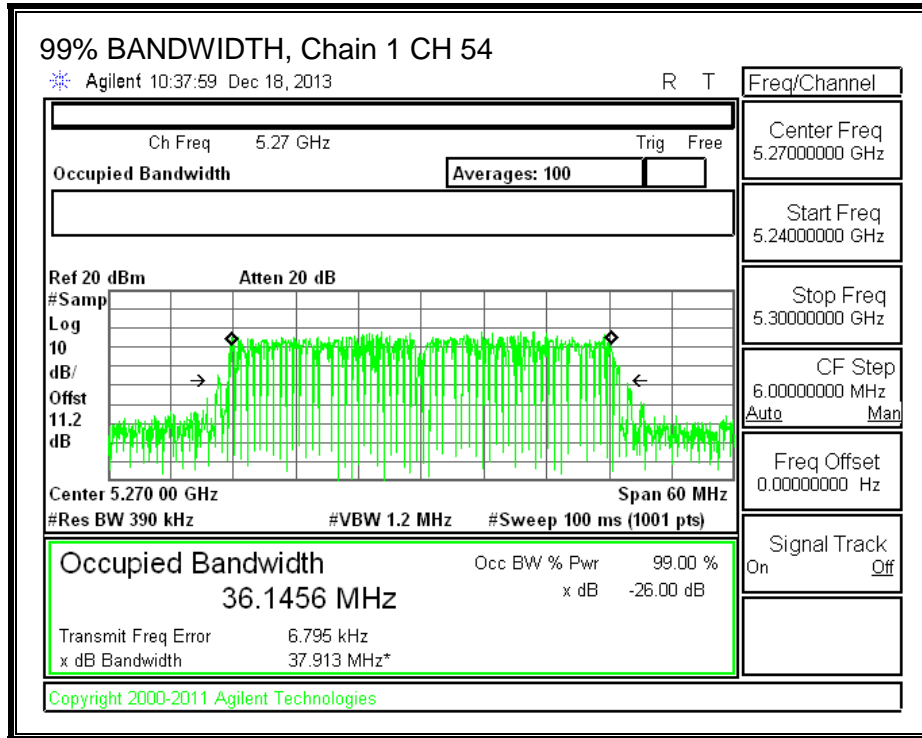 99% BANDWIDTH, Chain 1 CH 54
Agilent 10:37:59 Dec 18, 2013 R T
Freq/Channel
Ch Freq 5.27 GHz Trig Free
Occupied Bandwidth Averages: 100
Center Freq
5.27000000 GHz
Start Freq
5.24000000 GHz
Stop Freq
5.30000000 GHz
CF Step
6.00000000 MHz
Auto Man
Freq Offset
0.00000000 Hz
Signal Track
On Off
Ref 20 dBm Atten 20 dB
#Samp
Log
10
dB/
Offst
11.2
dB
Center 5.270 00 GHz Span 60 MHz
#Res BW 390 kHz #VBW 1.2 MHz #Sweep 100 ms (1001 pts)
Occupied Bandwidth Occ BW % Pwr 99.00 %
36.1456 MHz x dB -26.00 dB
Transmit Freq Error 6.795 kHz
x dB Bandwidth 37.913 MHz*
Copyright 2000-2011 Agilent Technologies